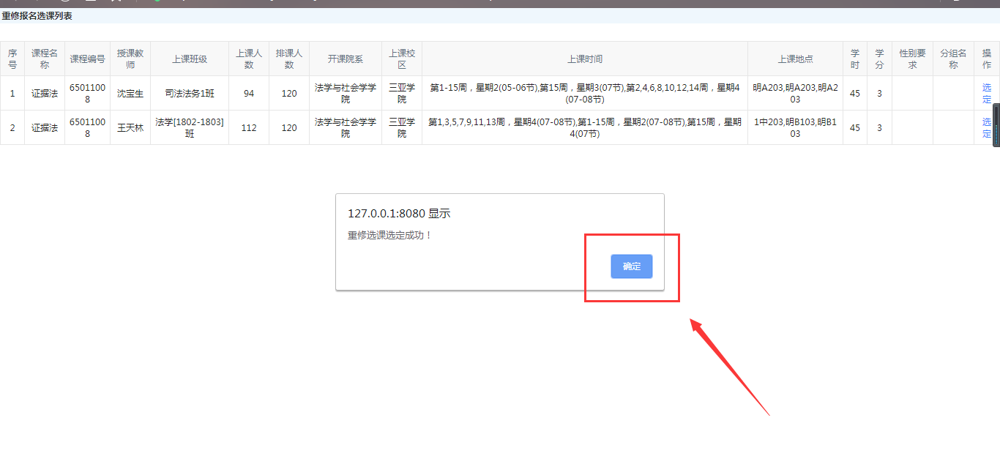 重修报名选课列表
序号 课程名称 课程编号 授课教师 上课班级 上课人数 排课人数 开课院系 上课校区 上课时间 上课地点 学时 学分 性别要求 分组名称 操作
1 证据法 65011008 沈宝生 司法法务1班 94 120 法学与社会学学院 三亚学院 第1-15周，星期2(05-06节),第15周，星期3(07节),第2,4,6,8,10,12,14周，星期4(07-08节) 明A203,明A203,明A203 45 3 选定
2 证据法 65011008 王天林 法学[1802-1803]班 112 120 法学与社会学学院 三亚学院 第1,3,5,7,9,11,13周，星期4(07-08节),第1-15周，星期2(07-08节),第15周，星期4(07节) 1中203,明B103,明B103 45 3 选定
127.0.0.1:8080 显示
重修选课选定成功！
确定